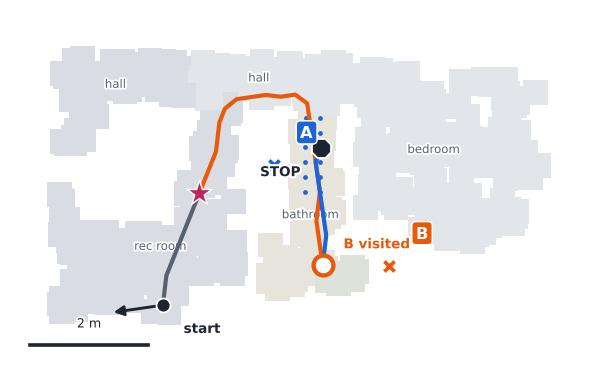 hall
hall
A
bedroom
STOP
bathroom
B
B visited
rec room
2 m
start